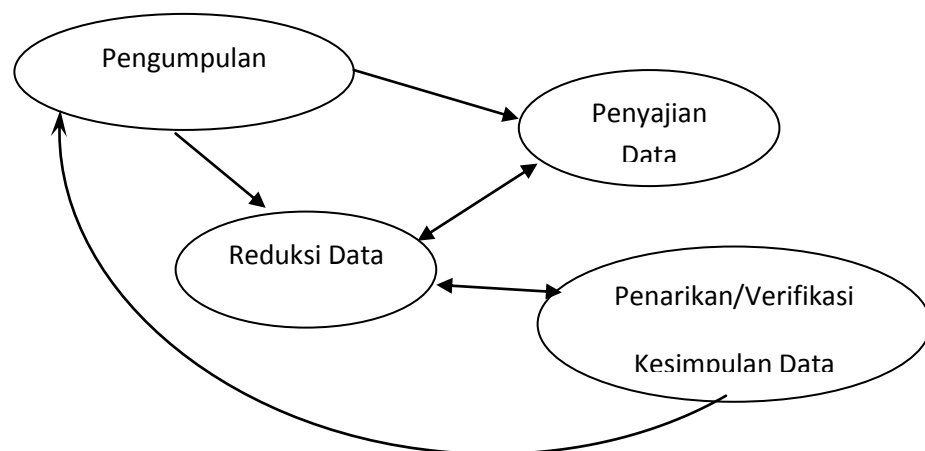 Pengumpulan
Penyajian
Data
Reduksi Data
Penarikan/Verifikasi
Kesimpulan Data